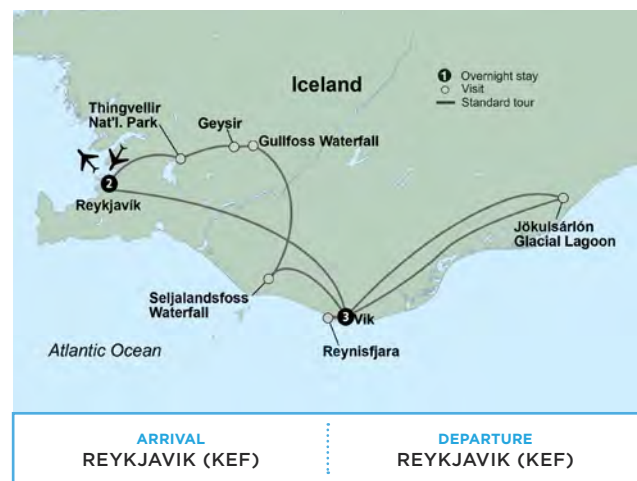 Iceland
1 Overnight stay
Visit
Standard tour
Thingvellir
Nat'l. Park
Geysir
Gullfoss Waterfall
2
Reykjavík
Jökulsárlón
Glacial Lagoon
Seljalandsfoss
Waterfall
3 Vik
Reynisfjara
Atlantic Ocean
ARRIVAL
REYKJAVIK (KEF)
DEPARTURE
REYKJAVIK (KEF)